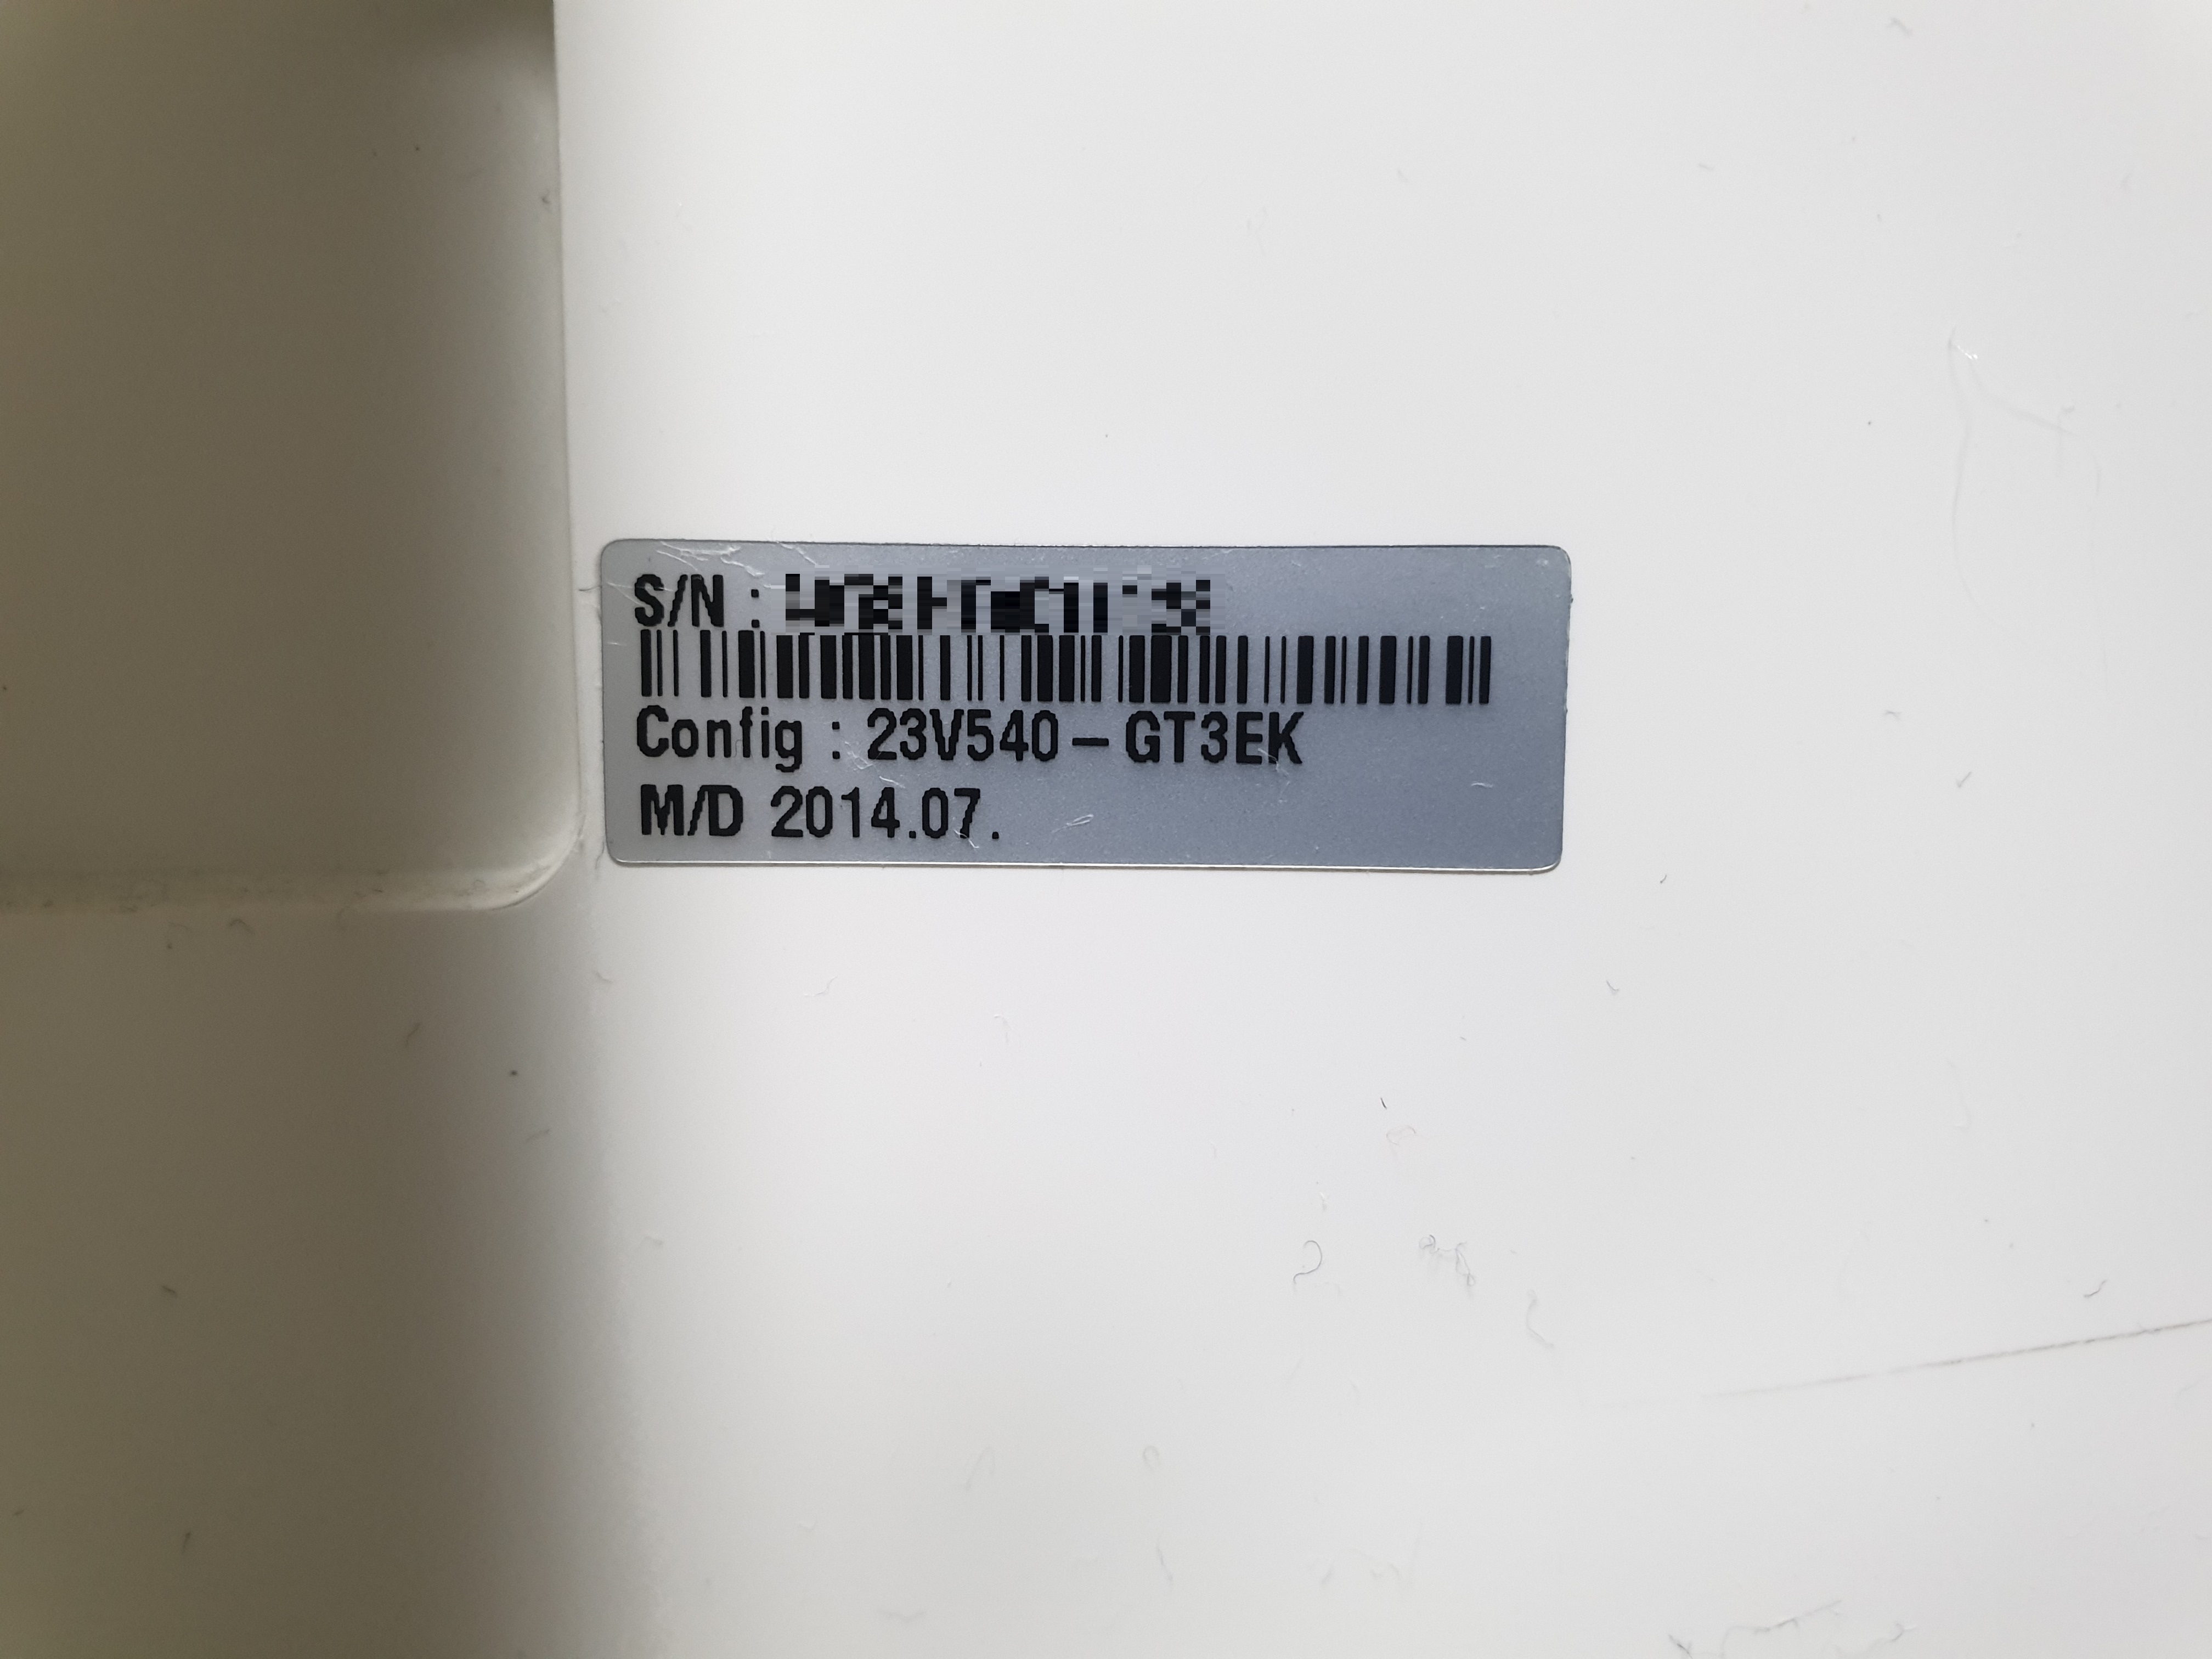 S/N :
Config : 23V540-GT3EK
M/D 2014.07.